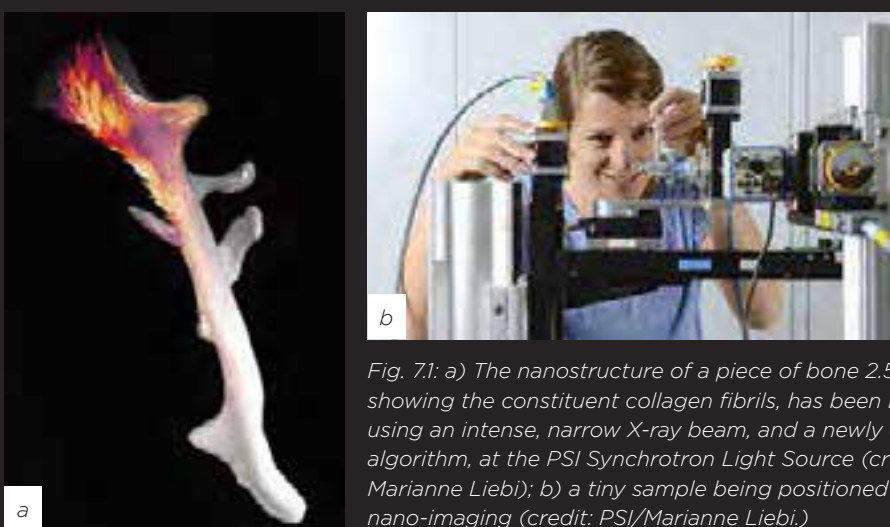 a
b
Fig. 7.1: a) The nanostructure of a piece of bone 2.5
showing the constituent collagen fibrils, has been
using an intense, narrow X-ray beam, and a newly
algorithm, at the PSI Synchrotron Light Source
Marianne Liebi); b) a tiny sample being positioned
nano-imaging (credit: PSI/Marianne Liebi.)